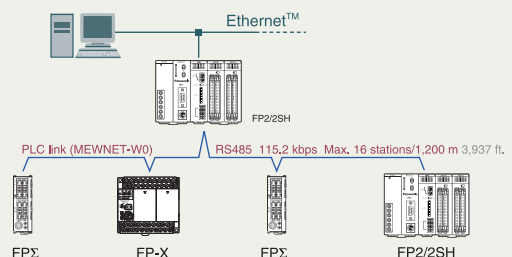 Ethernet™
FP2/2SH
PLC link (MEWNET-W0) RS485 115.2 kbps Max. 16 stations/1,200 m 3,937 ft.
FPΣ FP-X FPΣ FP2/2SH